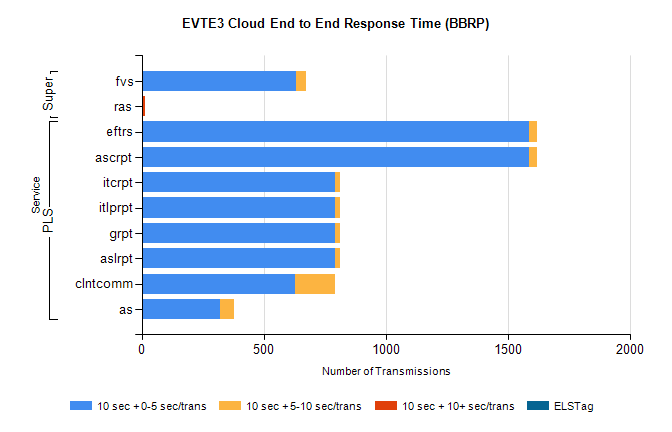 EVTE3 Cloud End to End Response Time (BBRP)
Service
Super
PLS
fvs
ras
eftrs
ascrpt
itcrpt
itlprpt
grpt
aslrpt
clntcomm
as
0 500 1000 1500 2000
Number of Transmissions
10 sec +0-5 sec/trans 10 sec +5-10 sec/trans 10 sec + 10+ sec/trans ELSTag